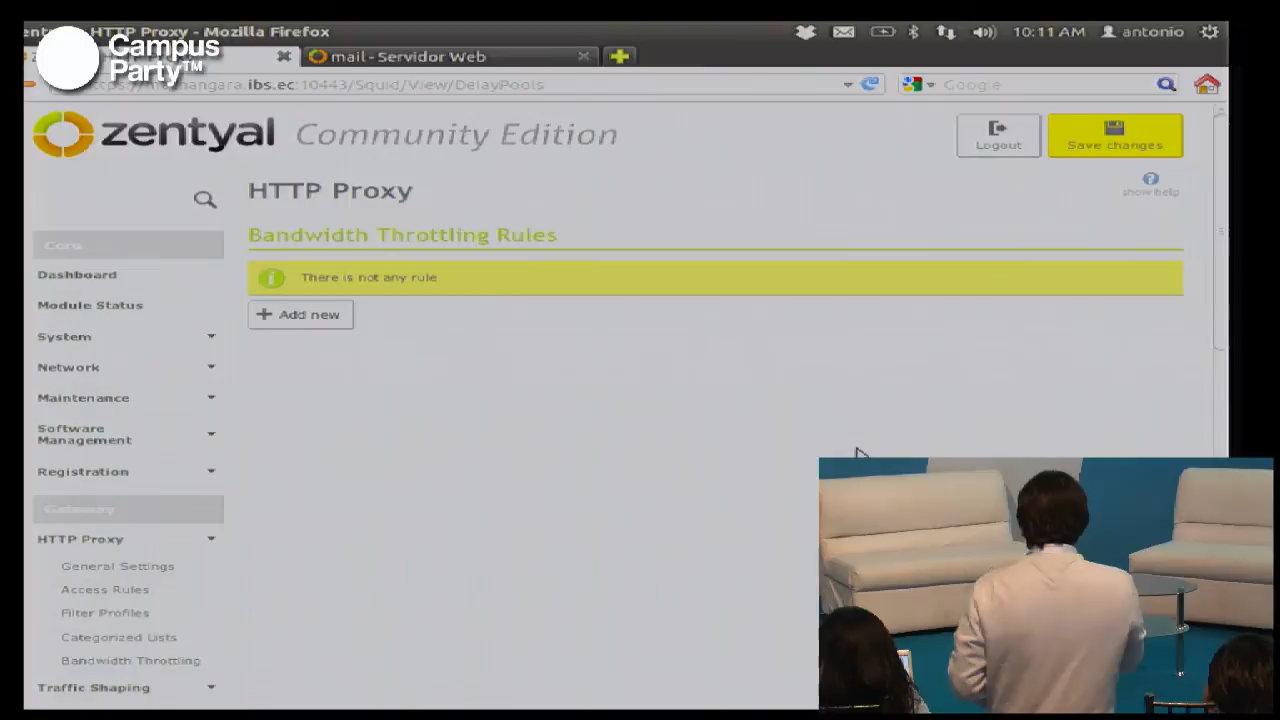 HTTP Proxy - Mozilla Firefox
10:11 AM
antonio
Campus
Party™
mail - Servidor Web
ibs.ec:10443/Squid/View/DelayPools
Google
zentyal Community Edition
Logout
Save changes
HTTP Proxy
show help
Bandwidth Throttling Rules
There is not any rule
Add new
Core
Dashboard
Module Status
System
Network
Maintenance
Software
Management
Registration
Gateway
HTTP Proxy
General Settings
Access Rules
Filter Profiles
Categorized Lists
Bandwidth Throttling
Traffic Shaping